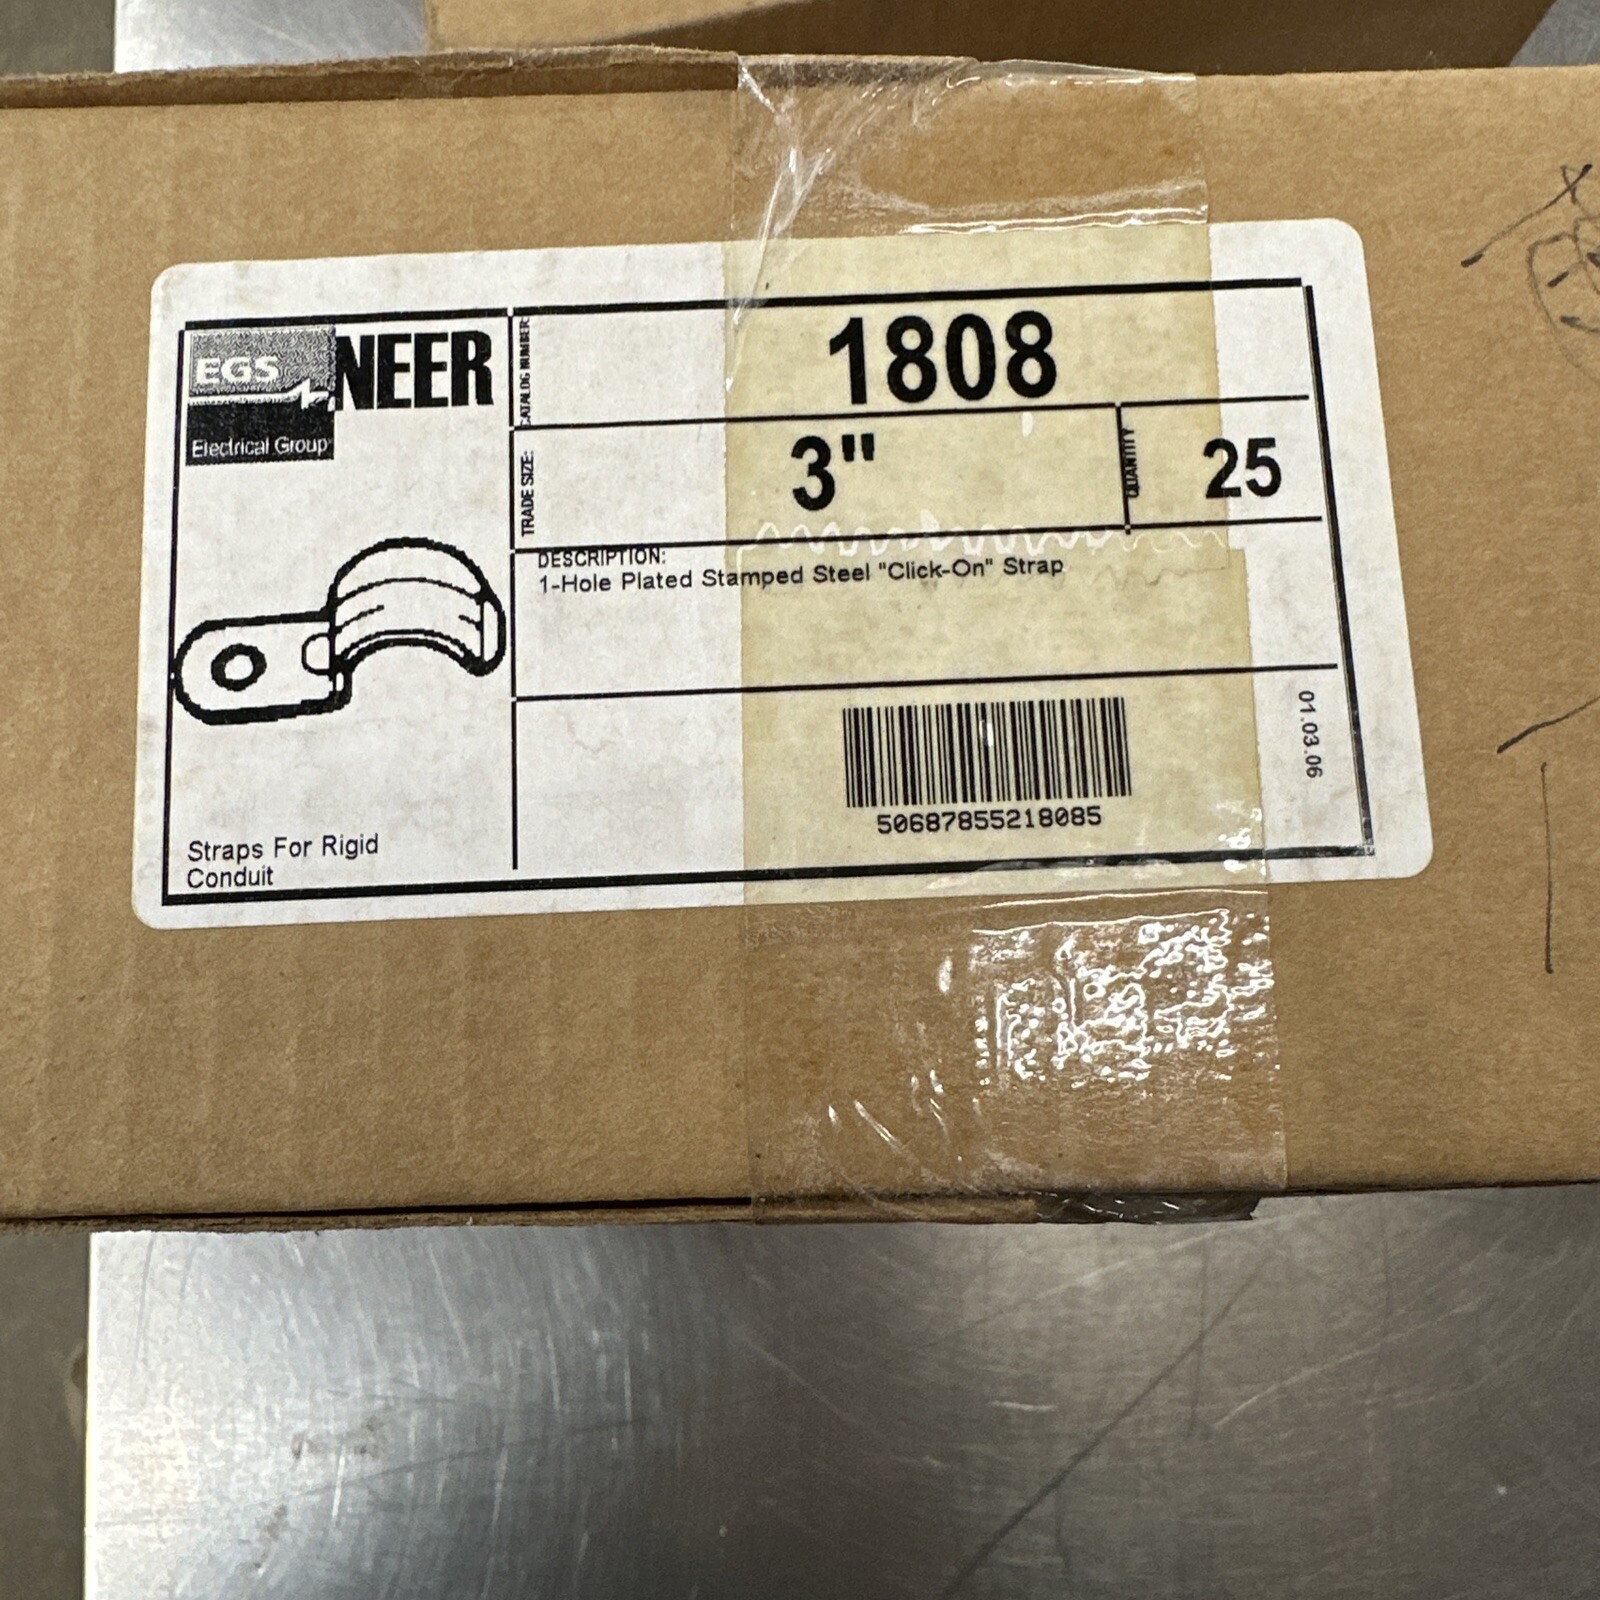 EGS
Electrical Group
NEER
CATALOG NUMBER:
1808
TRADE SIZE:
3"
QUANTITY
25
DESCRIPTION:
1-Hole Plated Stamped Steel "Click-On" Strap
50687855218085
01.03.06
Straps For Rigid
Conduit